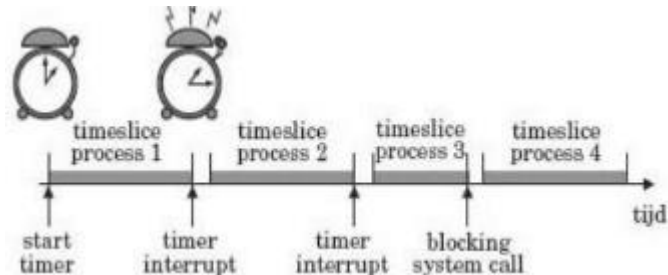 timeslice
process 1
timeslice
process 2
timeslice
process 3
timeslice
process 4
tijd
start
timer
timer
interrupt
timer
interrupt
blocking
system call